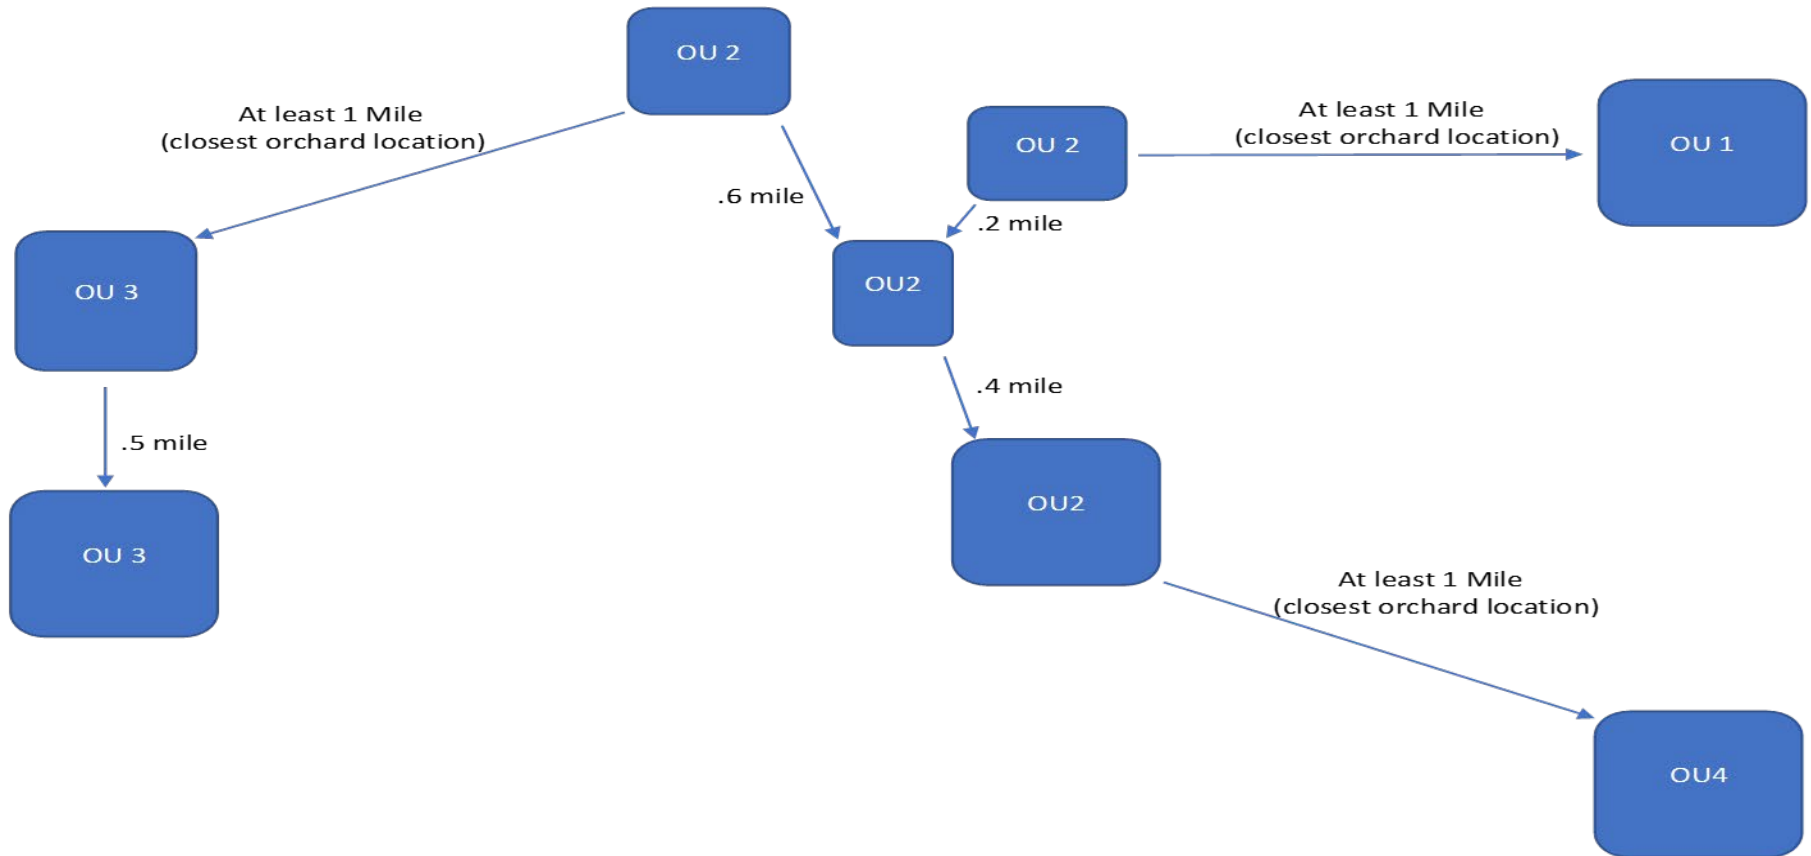 OU 2
At least 1 Mile
(closest orchard location)
OU 2
At least 1 Mile
(closest orchard location)
OU 1
.6 mile
.2 mile
OU 3
OU2
.4 mile
.5 mile
OU2
OU 3
At least 1 Mile
(closest orchard location)
OU4